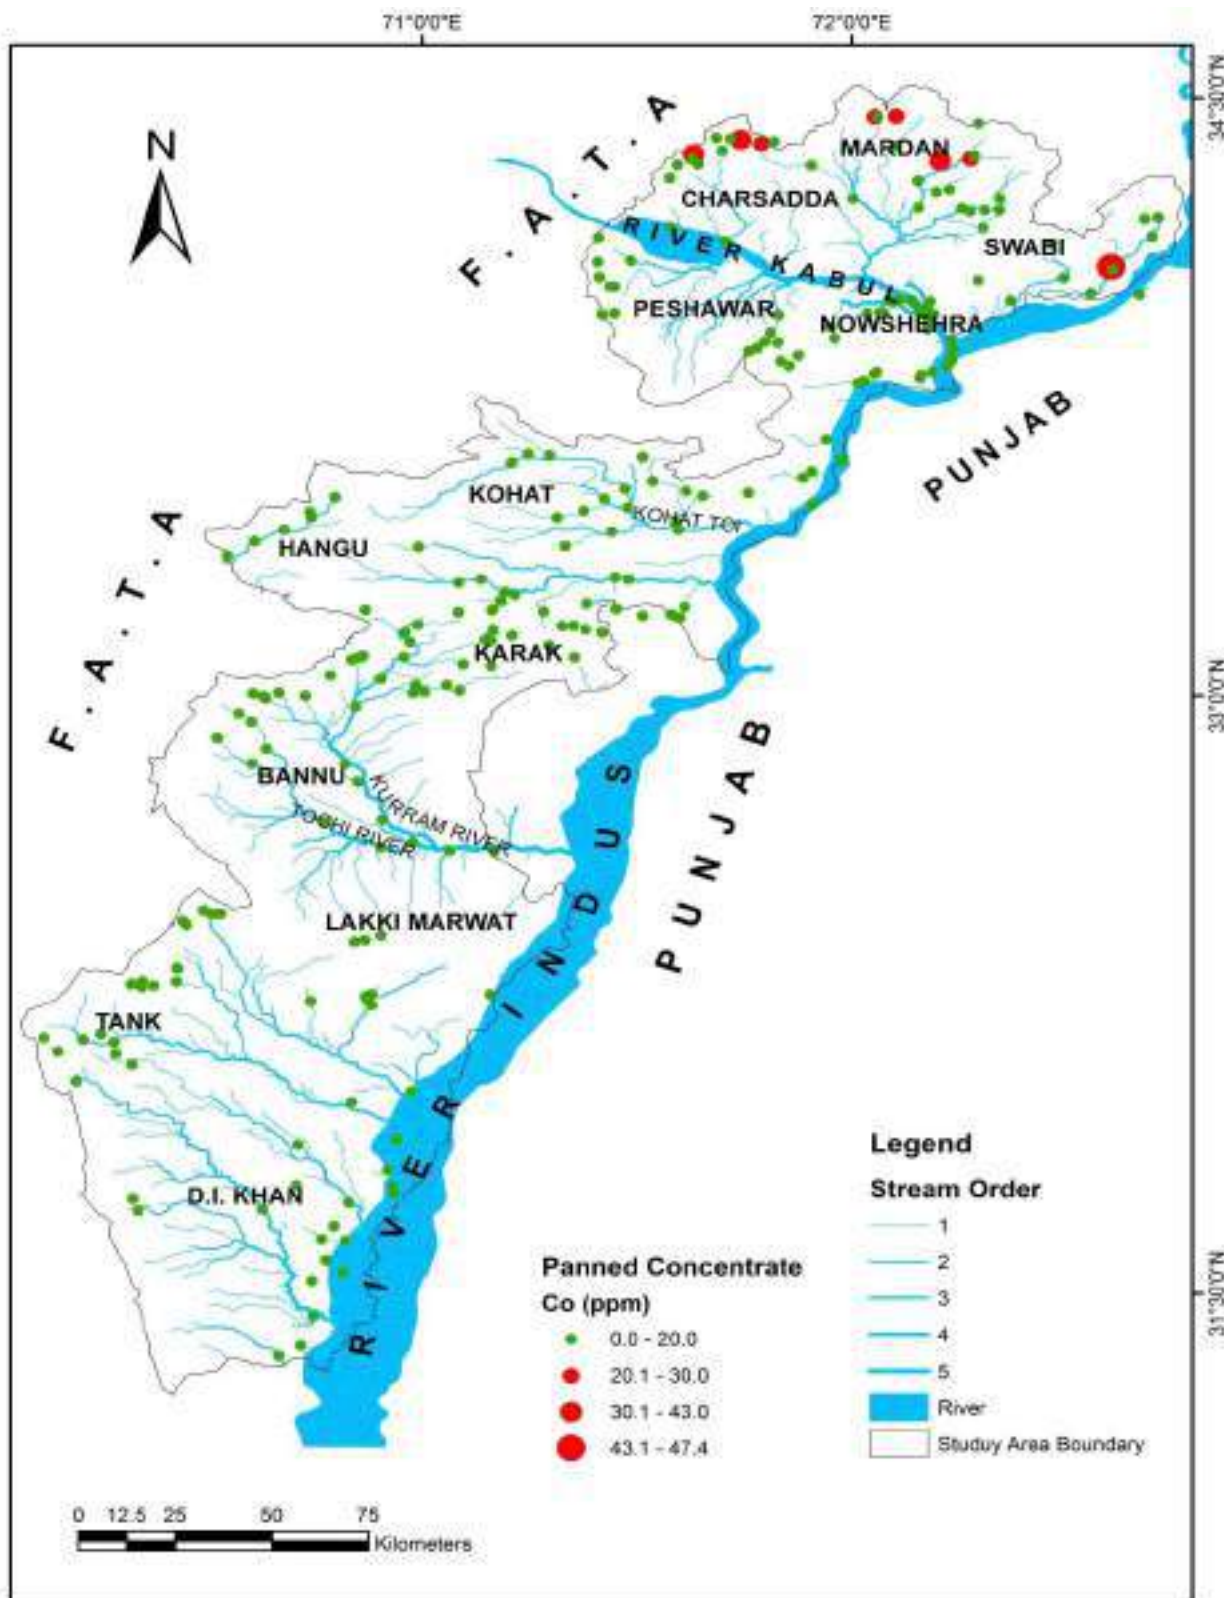 71°0'0"E
72°0'0"E
34°30'0"N
N
F . A . T . A
MARDAN
CHARSADDA
SWABI
RIVER KABUL
PESHAWAR
NOWSHEHRA
PUNJAB
KOHAT
KOHAT TOI
HANGU
F . A . T . A
KARAK
33°0'0"N
BANNU
KURRAM RIVER
TOCHI RIVER
PUNJAB
LAKKI MARWAT
RIVER INDUS
TANK
D.I. KHAN
31°30'0"N
Legend
Stream Order
1
2
3
4
5
River
Studuy Area Boundary
Panned Concentrate
Co (ppm)
0.0 - 20.0
20.1 - 30.0
30.1 - 43.0
43.1 - 47.4
0 12.5 25 50 75
Kilometers